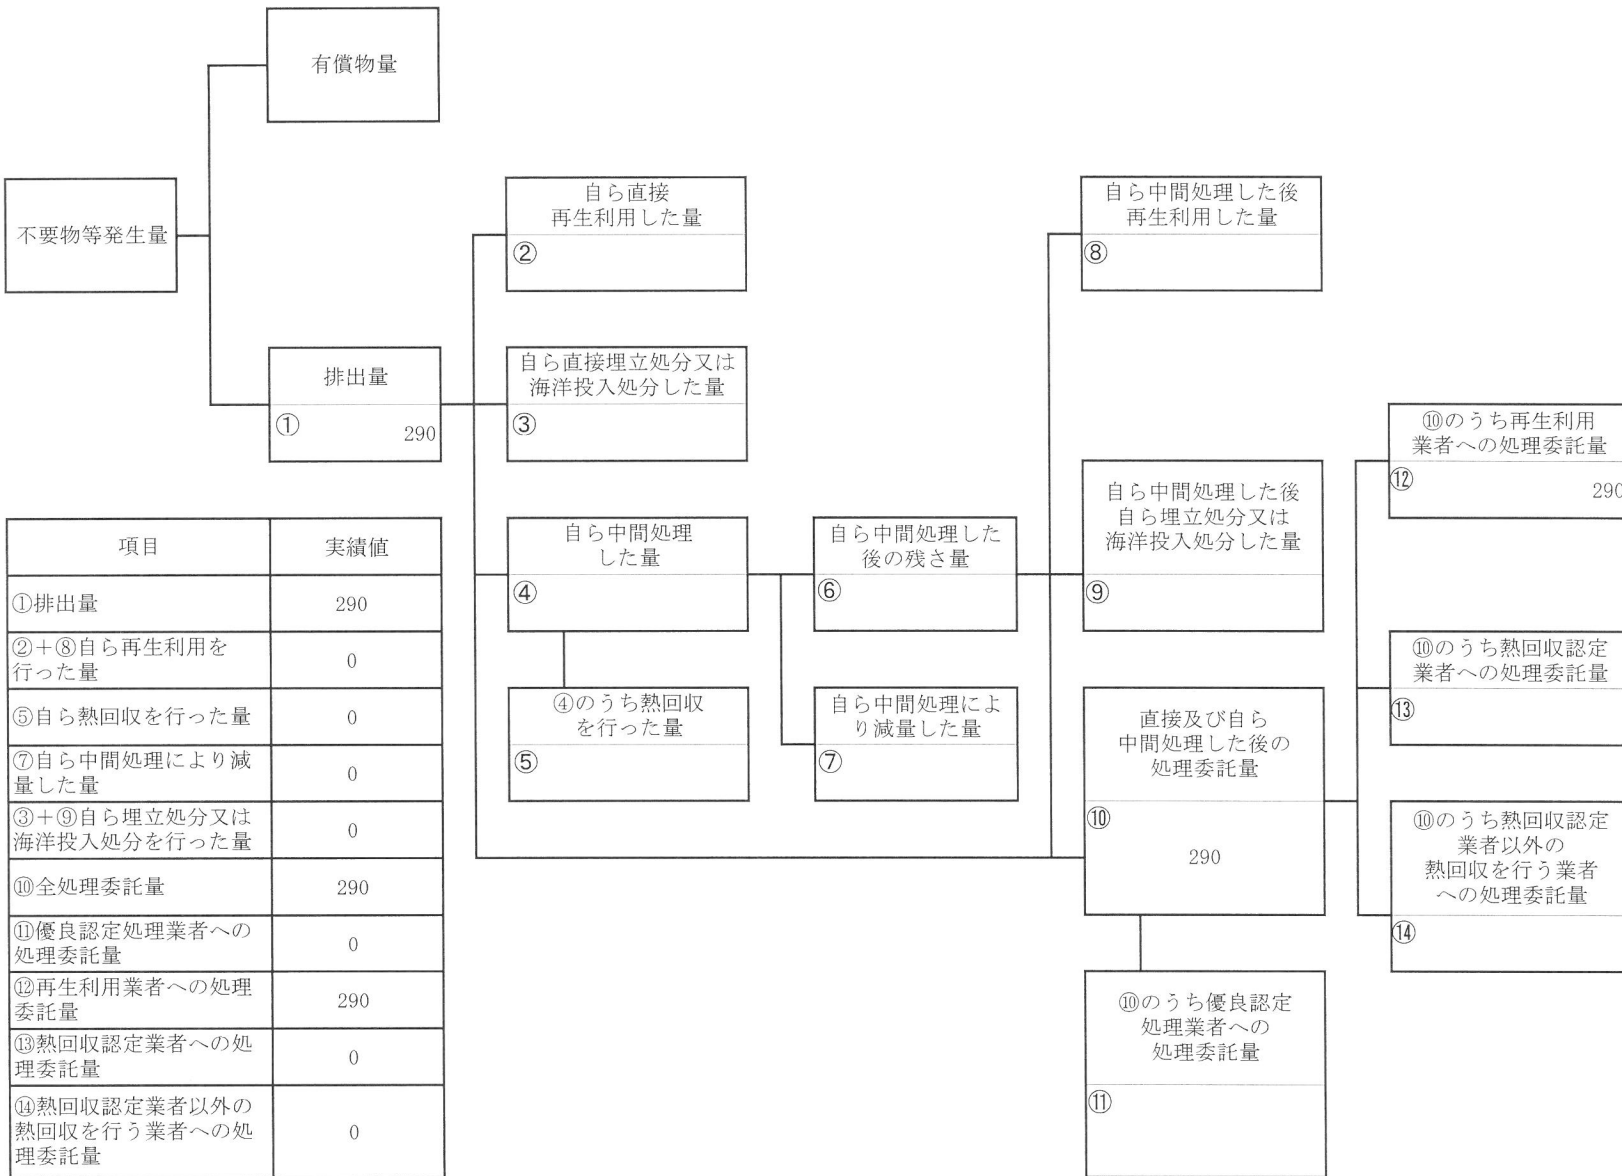 有償物量
不要物等発生量
排出量
①
290
自ら直接
再生利用した量
②
自ら直接埋立処分又は
海洋投入処分した量
③
自ら中間処理
した量
④
④のうち熱回収
を行った量
⑤
自ら中間処理した
後の残さ量
⑥
自ら中間処理によ
り減量した量
⑦
自ら中間処理した後
再生利用した量
⑧
自ら中間処理した後
自ら埋立処分又は
海洋投入処分した量
⑨
直接及び自ら
中間処理した後の
処理委託量
⑩
290
⑩のうち優良認定
処理業者への
処理委託量
⑪
⑩のうち再生利用
業者への処理委託量
⑫
290
⑩のうち熱回収認定
業者への処理委託量
⑬
⑩のうち熱回収認定
業者以外の
熱回収を行う業者
への処理委託量
⑭
項目 実績値
①排出量 290
②+⑧自ら再生利用を
行った量 0
⑤自ら熱回収を行った量 0
⑦自ら中間処理により減
量した量 0
③+⑨自ら埋立処分又は
海洋投入処分を行った量 0
⑩全処理委託量 290
⑪優良認定処理業者への
処理委託量 0
⑫再生利用業者への処理
委託量 290
⑬熱回収認定業者への処
理委託量 0
⑭熱回収認定業者以外の
熱回収を行う業者への処
理委託量 0